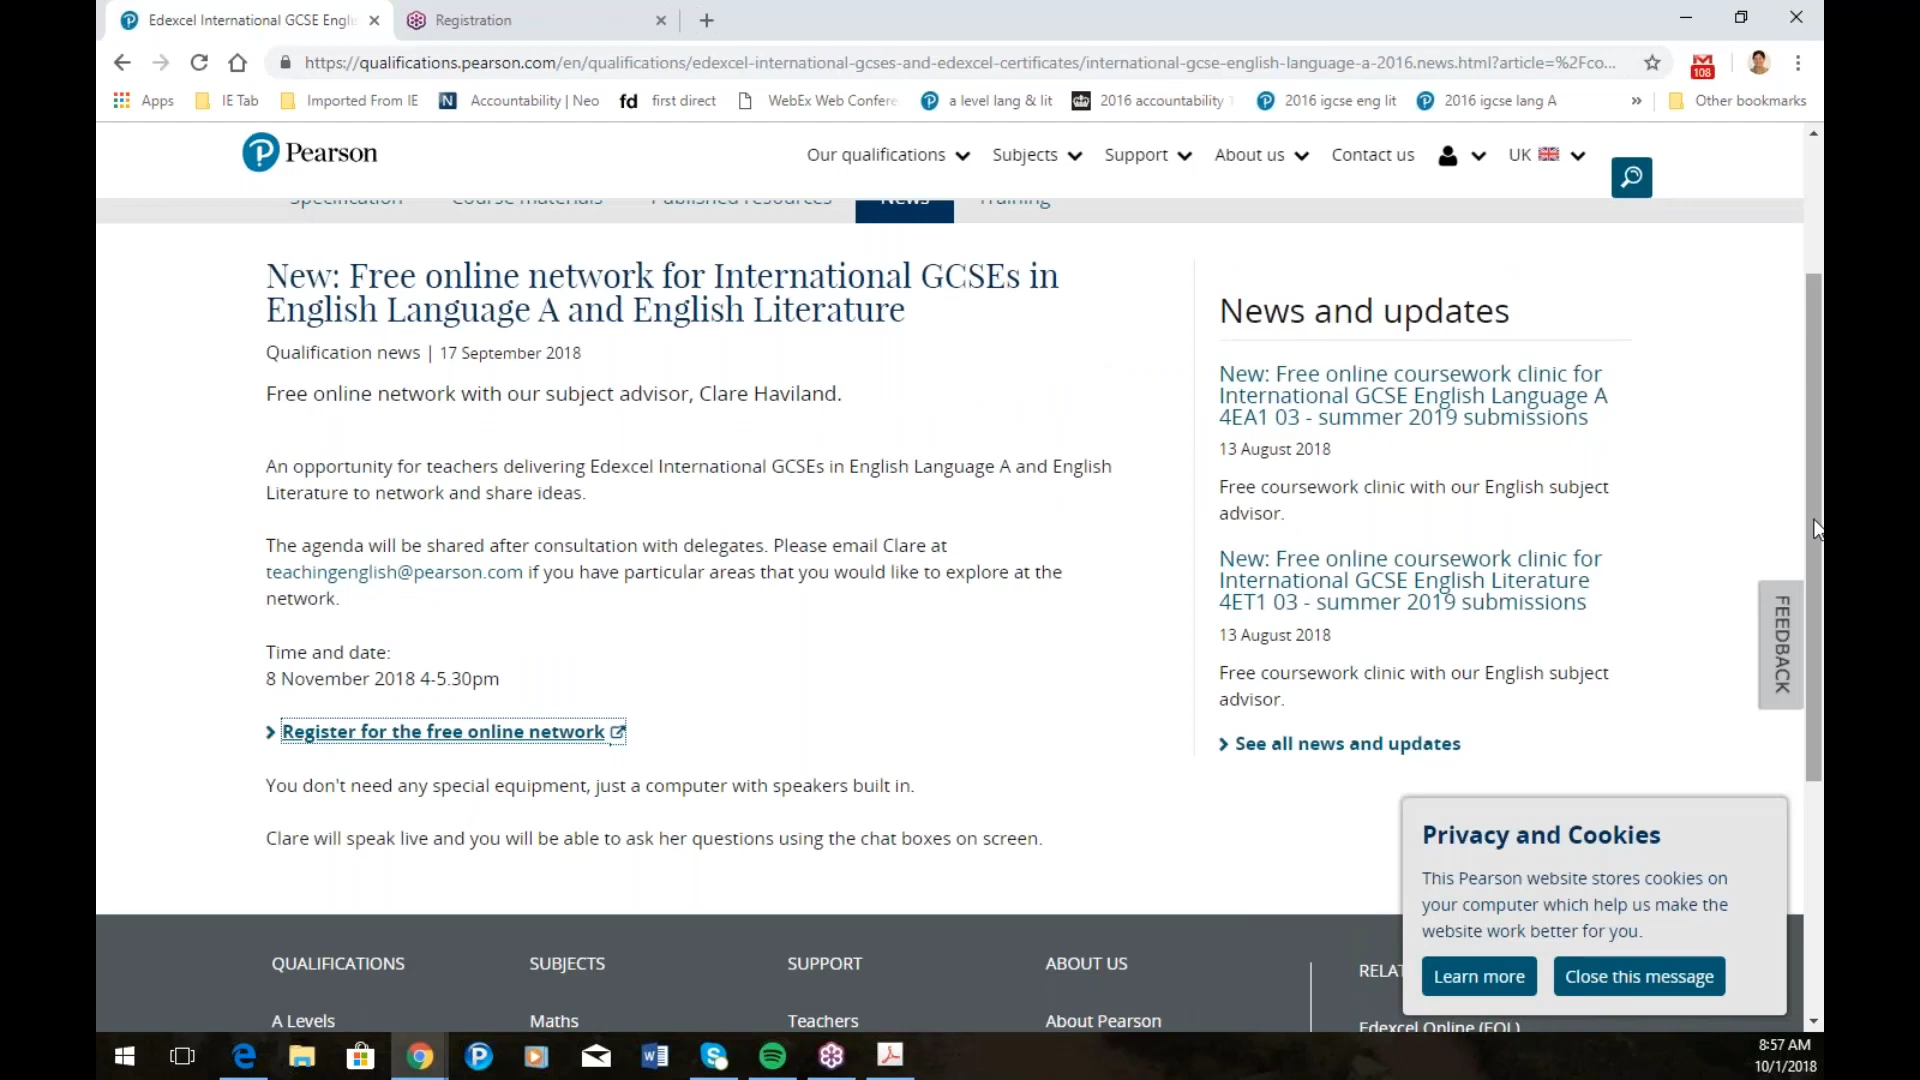 Edexcel International GCSE Engli
Registration
https://qualifications.pearson.com/en/qualifications/edexcel-international-gcses-and-edexcel-certificates/international-gcse-english-language-a-2016.news.html?article=%2Fco...
108
Apps
IE Tab
Imported From IE
Accountability | Neo
fd first direct
WebEx Web Confere
a level lang & lit
2016 accountability
2016 igcse eng lit
2016 igcse lang A
»
Other bookmarks
Pearson
Our qualifications
Subjects
Support
About us
Contact us
UK
Specification
Course materials
Published resources
News
Training
New: Free online network for International GCSEs in
English Language A and English Literature
Qualification news | 17 September 2018
Free online network with our subject advisor, Clare Haviland.
An opportunity for teachers delivering Edexcel International GCSEs in English Language A and English
Literature to network and share ideas.
The agenda will be shared after consultation with delegates. Please email Clare at
teachingenglish@pearson.com if you have particular areas that you would like to explore at the
network.
Time and date:
8 November 2018 4-5.30pm
Register for the free online network
You don't need any special equipment, just a computer with speakers built in.
Clare will speak live and you will be able to ask her questions using the chat boxes on screen.
News and updates
New: Free online coursework clinic for
International GCSE English Language A
4EA1 03 - summer 2019 submissions
13 August 2018
Free coursework clinic with our English subject
advisor.
New: Free online coursework clinic for
International GCSE English Literature
4ET1 03 - summer 2019 submissions
13 August 2018
Free coursework clinic with our English subject
advisor.
See all news and updates
FEEDBACK
Privacy and Cookies
This Pearson website stores cookies on
your computer which help us make the
website work better for you.
Learn more
Close this message
QUALIFICATIONS
SUBJECTS
SUPPORT
ABOUT US
RELAT
A Levels
Maths
Teachers
About Pearson
Edexcel Online (EOL)
8:57 AM
10/1/2018